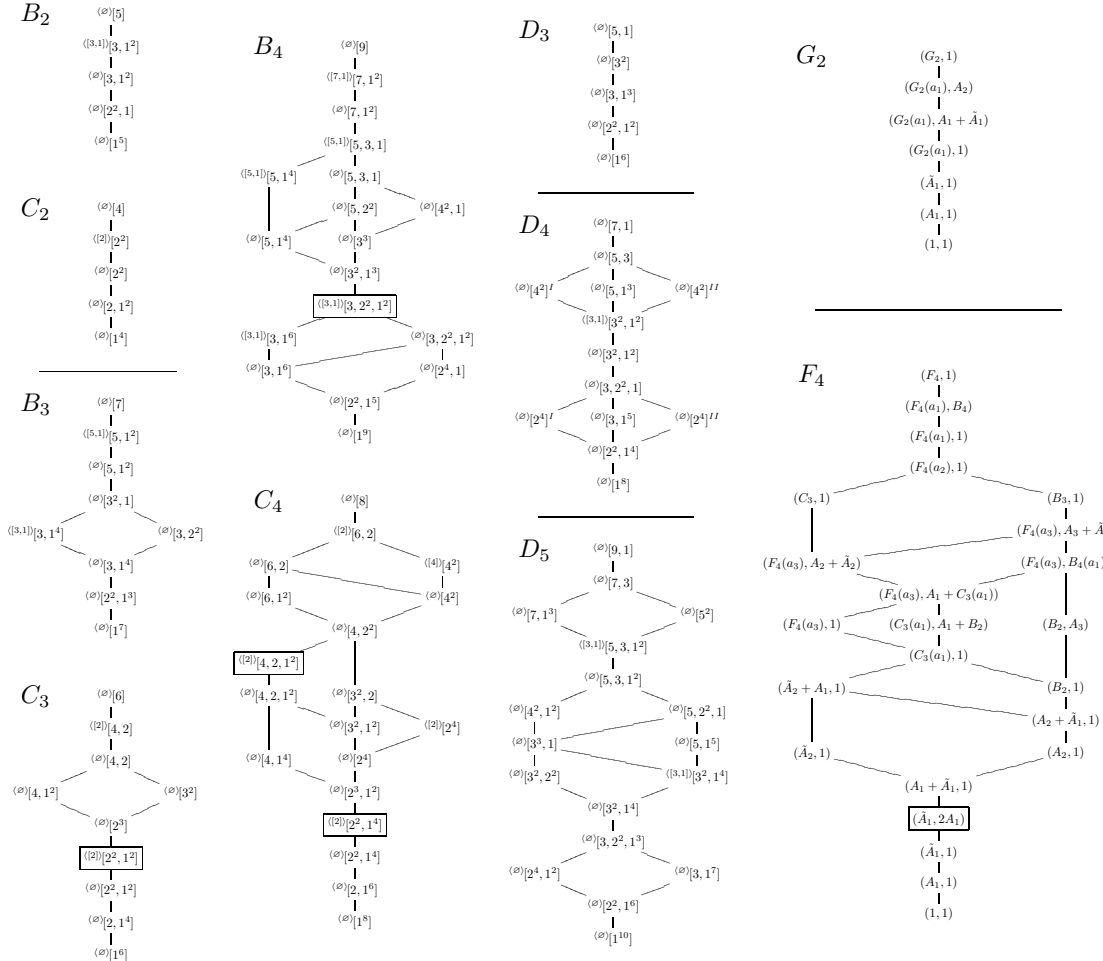 B₂
⟨∅⟩[5]
⟨[3,1]⟩[3, 1²]
⟨∅⟩[3, 1²]
⟨∅⟩[2², 1]
⟨∅⟩[1⁵]
C₂
⟨∅⟩[4]
⟨[2]⟩[2²]
⟨∅⟩[2²]
⟨∅⟩[2, 1²]
⟨∅⟩[1⁴]
B₃
⟨∅⟩[7]
⟨[5,1]⟩[5, 1²]
⟨∅⟩[5, 1²]
⟨∅⟩[3², 1]
⟨[3,1]⟩[3, 1⁴] ⟨∅⟩[3, 2²]
⟨∅⟩[3, 1⁴]
⟨∅⟩[2², 1³]
⟨∅⟩[1⁷]
C₃
⟨∅⟩[6]
⟨[2]⟩[4, 2]
⟨∅⟩[4, 2]
⟨∅⟩[4, 1²] ⟨∅⟩[3²]
⟨∅⟩[2³]
⟨[2]⟩[2², 1²]
⟨∅⟩[2², 1²]
⟨∅⟩[2, 1⁴]
⟨∅⟩[1⁶]
B₄
⟨∅⟩[9]
⟨[7,1]⟩[7, 1²]
⟨∅⟩[7, 1²]
⟨[5,1]⟩[5, 3, 1]
⟨[5,1]⟩[5, 1⁴] ⟨∅⟩[5, 3, 1]
⟨∅⟩[5, 2²] ⟨∅⟩[4², 1]
⟨∅⟩[5, 1⁴] ⟨∅⟩[3³]
⟨∅⟩[3², 1³]
⟨[3,1]⟩[3, 2², 1²]
⟨[3,1]⟩[3, 1⁶] ⟨∅⟩[3, 2², 1²]
⟨∅⟩[3, 1⁶] ⟨∅⟩[2⁴, 1]
⟨∅⟩[2², 1⁵]
⟨∅⟩[1⁹]
C₄
⟨∅⟩[8]
⟨[2]⟩[6, 2]
⟨∅⟩[6, 2] ⟨[4]⟩[4²]
⟨∅⟩[6, 1²] ⟨∅⟩[4²]
⟨∅⟩[4, 2²]
⟨[2]⟩[4, 2, 1²]
⟨∅⟩[4, 2, 1²] ⟨∅⟩[3², 2]
⟨∅⟩[3², 1²] ⟨[2]⟩[2⁴]
⟨∅⟩[4, 1⁴] ⟨∅⟩[2⁴]
⟨∅⟩[2³, 1²]
⟨[2]⟩[2², 1⁴]
⟨∅⟩[2², 1⁴]
⟨∅⟩[2, 1⁶]
⟨∅⟩[1⁸]
D₃
⟨∅⟩[5, 1]
⟨∅⟩[3²]
⟨∅⟩[3, 1³]
⟨∅⟩[2², 1²]
⟨∅⟩[1⁶]
D₄
⟨∅⟩[7, 1]
⟨∅⟩[5, 3]
⟨∅⟩[4²]ᴵ ⟨∅⟩[5, 1³] ⟨∅⟩[4²]ᴵᴵ
⟨[3,1]⟩[3², 1²]
⟨∅⟩[3², 1²]
⟨∅⟩[3, 2², 1]
⟨∅⟩[2⁴]ᴵ ⟨∅⟩[3, 1⁵] ⟨∅⟩[2⁴]ᴵᴵ
⟨∅⟩[2², 1⁴]
⟨∅⟩[1⁸]
D₅
⟨∅⟩[9, 1]
⟨∅⟩[7, 3]
⟨∅⟩[7, 1³] ⟨∅⟩[5²]
⟨[3,1]⟩[5, 3, 1²]
⟨∅⟩[5, 3, 1²]
⟨∅⟩[4², 1²] ⟨∅⟩[5, 2², 1]
⟨∅⟩[3³, 1] ⟨∅⟩[5, 1⁵]
⟨∅⟩[3², 2²] ⟨[3,1]⟩[3², 1⁴]
⟨∅⟩[3², 1⁴]
⟨∅⟩[3, 2², 1³]
⟨∅⟩[2⁴, 1²] ⟨∅⟩[3, 1⁷]
⟨∅⟩[2², 1⁶]
⟨∅⟩[1¹⁰]
G₂
(G₂, 1)
(G₂(a₁), A₂)
(G₂(a₁), A₁ + Ã₁)
(G₂(a₁), 1)
(Ã₁, 1)
(A₁, 1)
(1, 1)
F₄
(F₄, 1)
(F₄(a₁), B₄)
(F₄(a₁), 1)
(F₄(a₂), 1)
(C₃, 1) (B₃, 1)
(F₄(a₃), A₃ + Ã
(F₄(a₃), A₂ + Ã₂) (F₄(a₃), B₄(a₁)
(F₄(a₃), A₁ + C₃(a₁))
(F₄(a₃), 1) (C₃(a₁), A₁ + B₂) (B₂, A₃)
(C₃(a₁), 1)
(Ã₂ + A₁, 1) (B₂, 1)
(A₂ + Ã₁, 1)
(Ã₂, 1) (A₂, 1)
(A₁ + Ã₁, 1)
(Ã₁, 2A₁)
(Ã₁, 1)
(A₁, 1)
(1, 1)